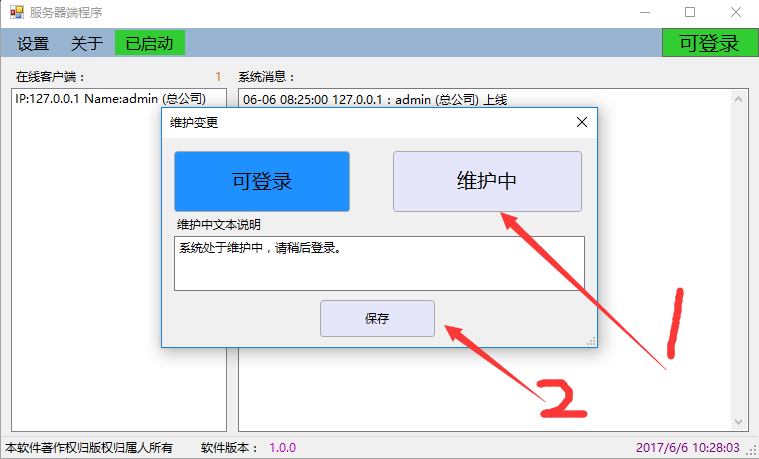 服务器端程序
设置 关于 已启动 可登录
在线客户端： 1 系统消息：
IP:127.0.0.1 Name:admin (总公司)
06-06 08:25:00 127.0.0.1：admin (总公司) 上线
维护变更
可登录 维护中
维护中文本说明
系统处于维护中，请稍后登录。
保存
1
2
本软件著作权归版权归属人所有 软件版本： 1.0.0 2017/6/6 10:28:03